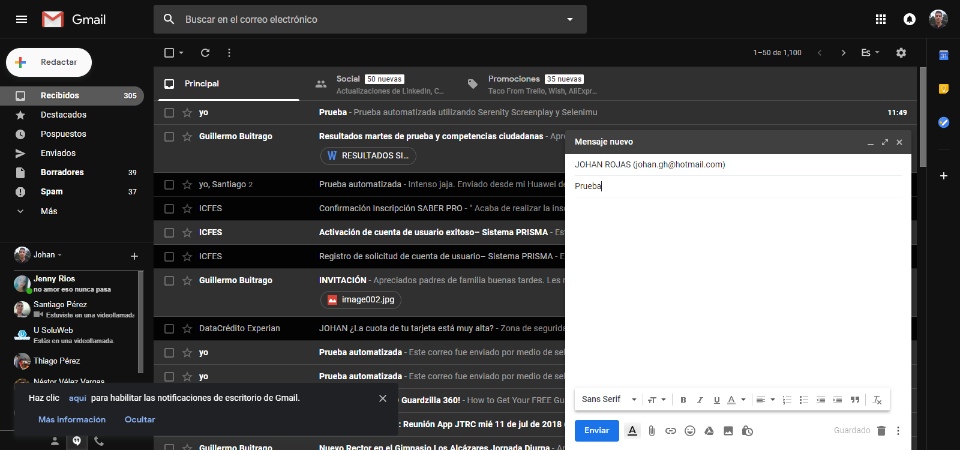 Gmail
Buscar en el correo electrónico
Redactar
1–50 de 1,100
Es
Recibidos 305
Destacados
Pospuestos
Enviados
Borradores 39
Spam 37
Más
Johan
Jenny Rios
no amor eso nunca pasa
Santiago Pérez
Estuviste en una videollamada
U SoluWeb
Estás en una videollamada.
Thiago Pérez
Néstor Vélez Vargas
Principal
Social 50 nuevas
Actualizaciones de LinkedIn, C...
Promociones 35 nuevas
Taco From Trello, Wish, AliExpr...
yo Prueba - Prueba automatizada utilizando Serenity Screenplay y Selenimu 11:49
Guillermo Buitrago Resultados martes de prueba y competencias ciudadanas - Apre
RESULTADOS SI...
yo, Santiago 2 Prueba automatizada - Intenso jaja. Enviado desde mi Huawei de
ICFES Confirmación Inscripción SABER PRO - " Acaba de realizar la ins
ICFES Activación de cuenta de usuario exitoso– Sistema PRISMA - Es
ICFES Registro de solicitud de cuenta de usuario– Sistema PRISMA - E
Guillermo Buitrago INVITACIÓN - Apreciados padres de familia buenas tardes. Les
image002.jpg
DataCrédito Experian JOHAN ¿La cuota de tu tarjeta está muy alta? - Zona de segurida
yo Prueba automatizada - Este correo fue enviado por medio de se
yo Prueba automatizada - Este correo fue enviado por medio de se
Guardzilla 360! - How to Get Your FREE Gu
: Reunión App JTRC mié 11 de jul de 2018
Guillermo Buitrago Nuevo Rector en el Gimnasio Los Alcázares Jornada Diurna - A
Haz clic aquí para habilitar las notificaciones de escritorio de Gmail.
Más información Ocultar
Mensaje nuevo
JOHAN ROJAS (johan.gh@hotmail.com)
Prueba
Sans Serif
Enviar
Guardado